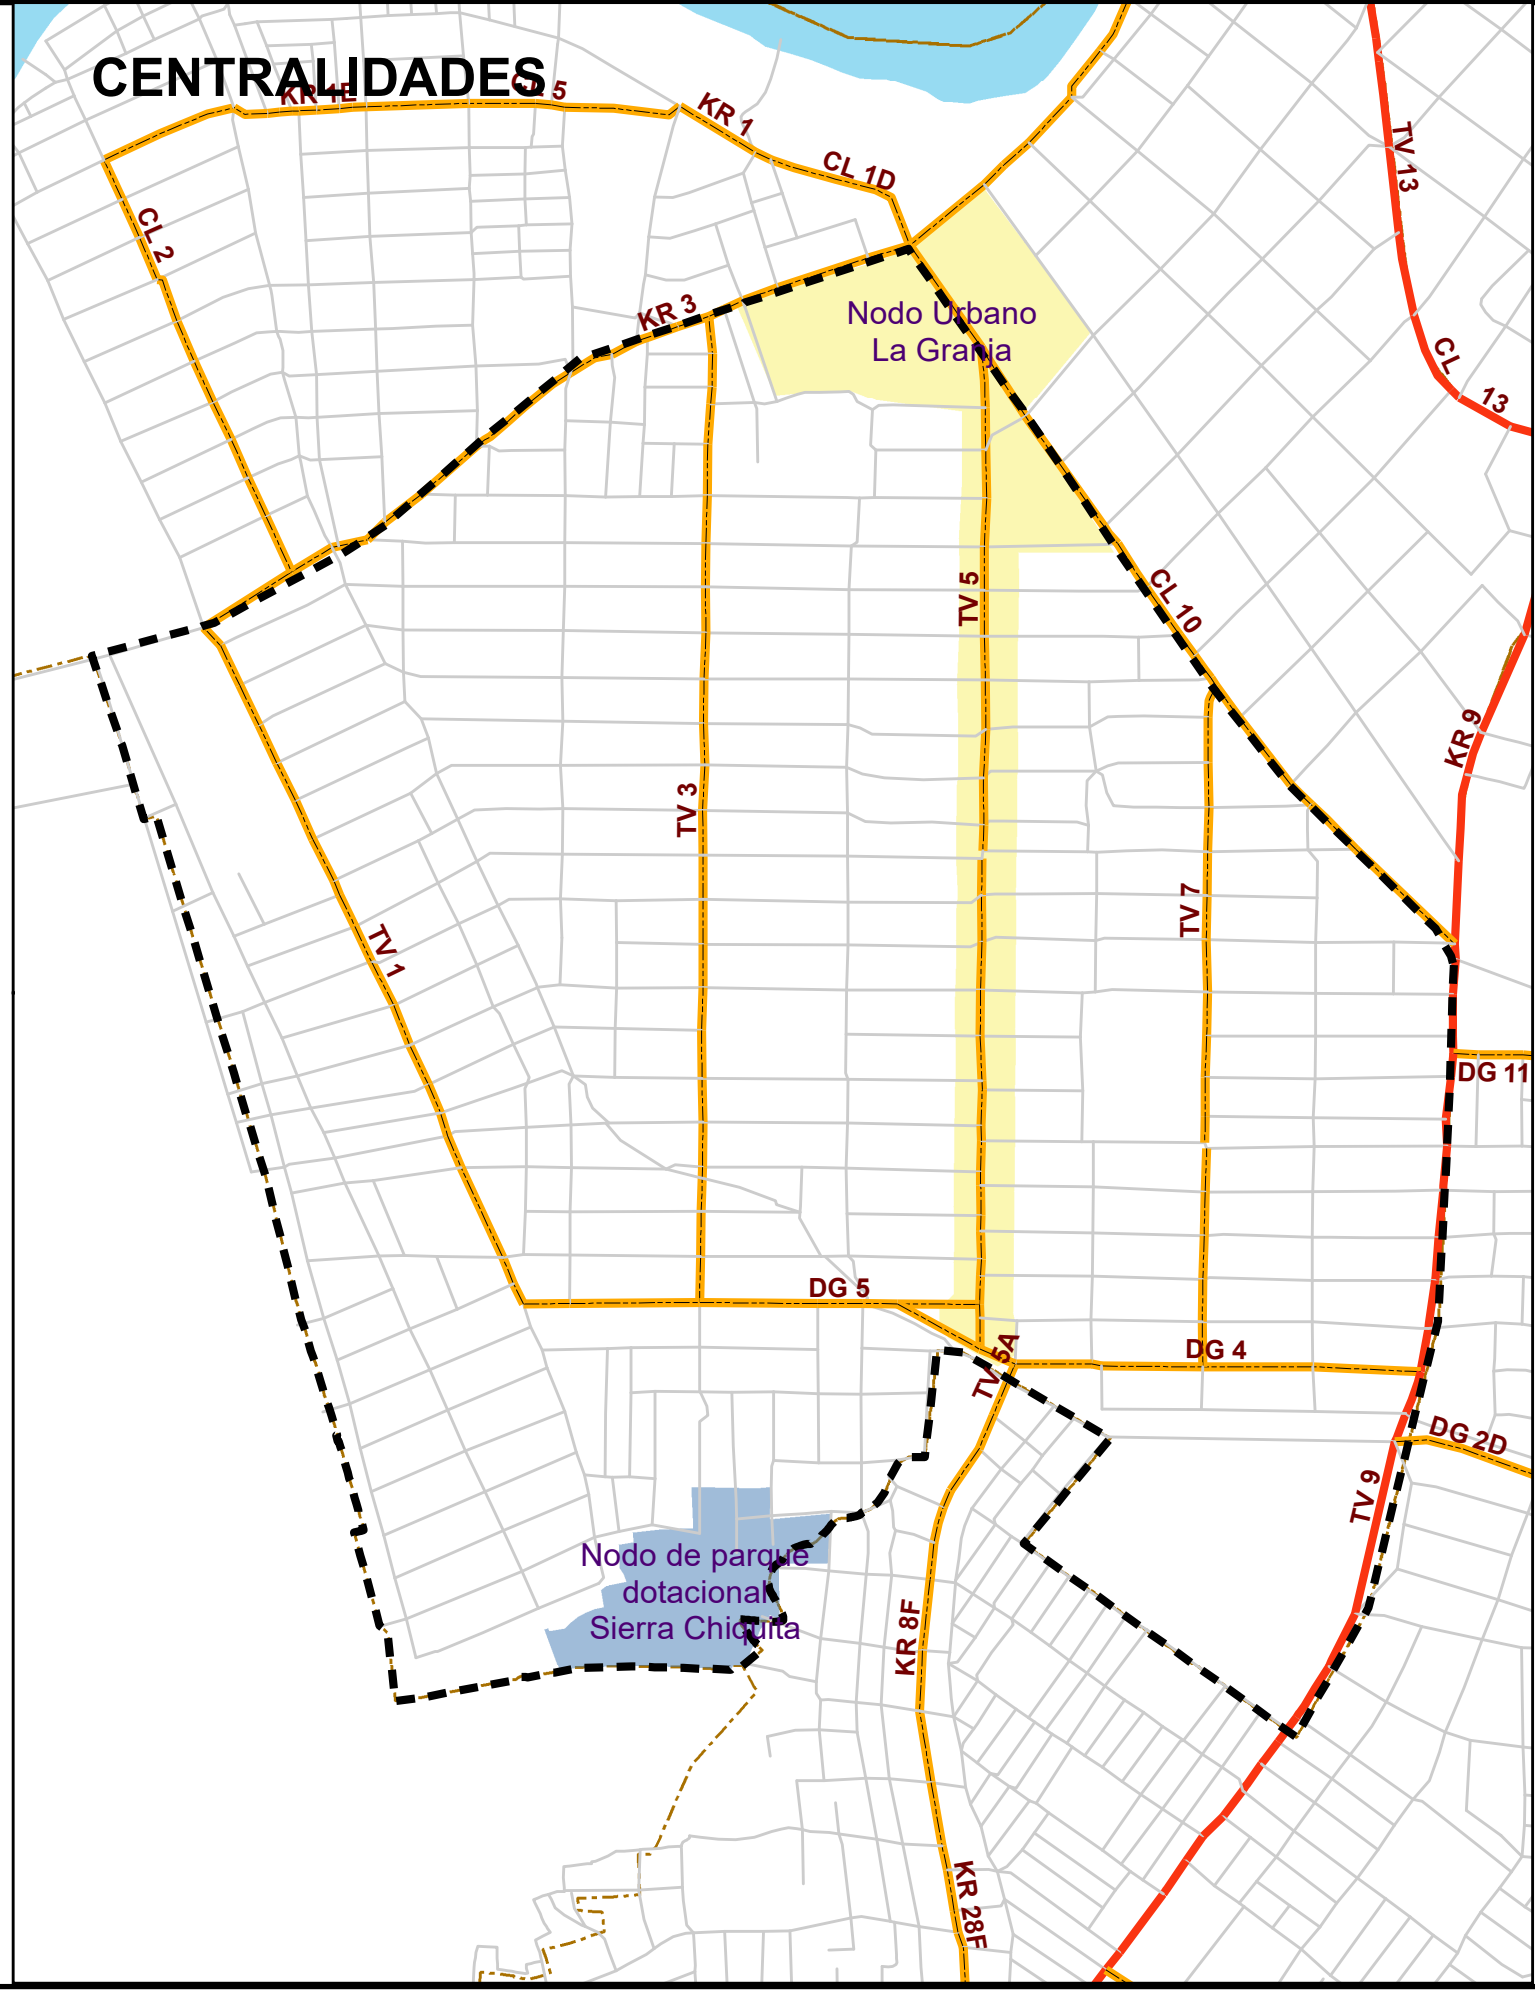 CENTRALIDADES
KR 1E
CL 5
KR 1
CL 1D
TV 13
CL 2
KR 3
Nodo Urbano
La Granja
CL
13
TV 5
CL 10
KR 9
TV 3
TV 7
TV 1
DG 11
DG 5
TV 5A
DG 4
DG 2D
TV 9
Nodo de parque
dotacional
Sierra Chiquita
KR 8F
KR 28F